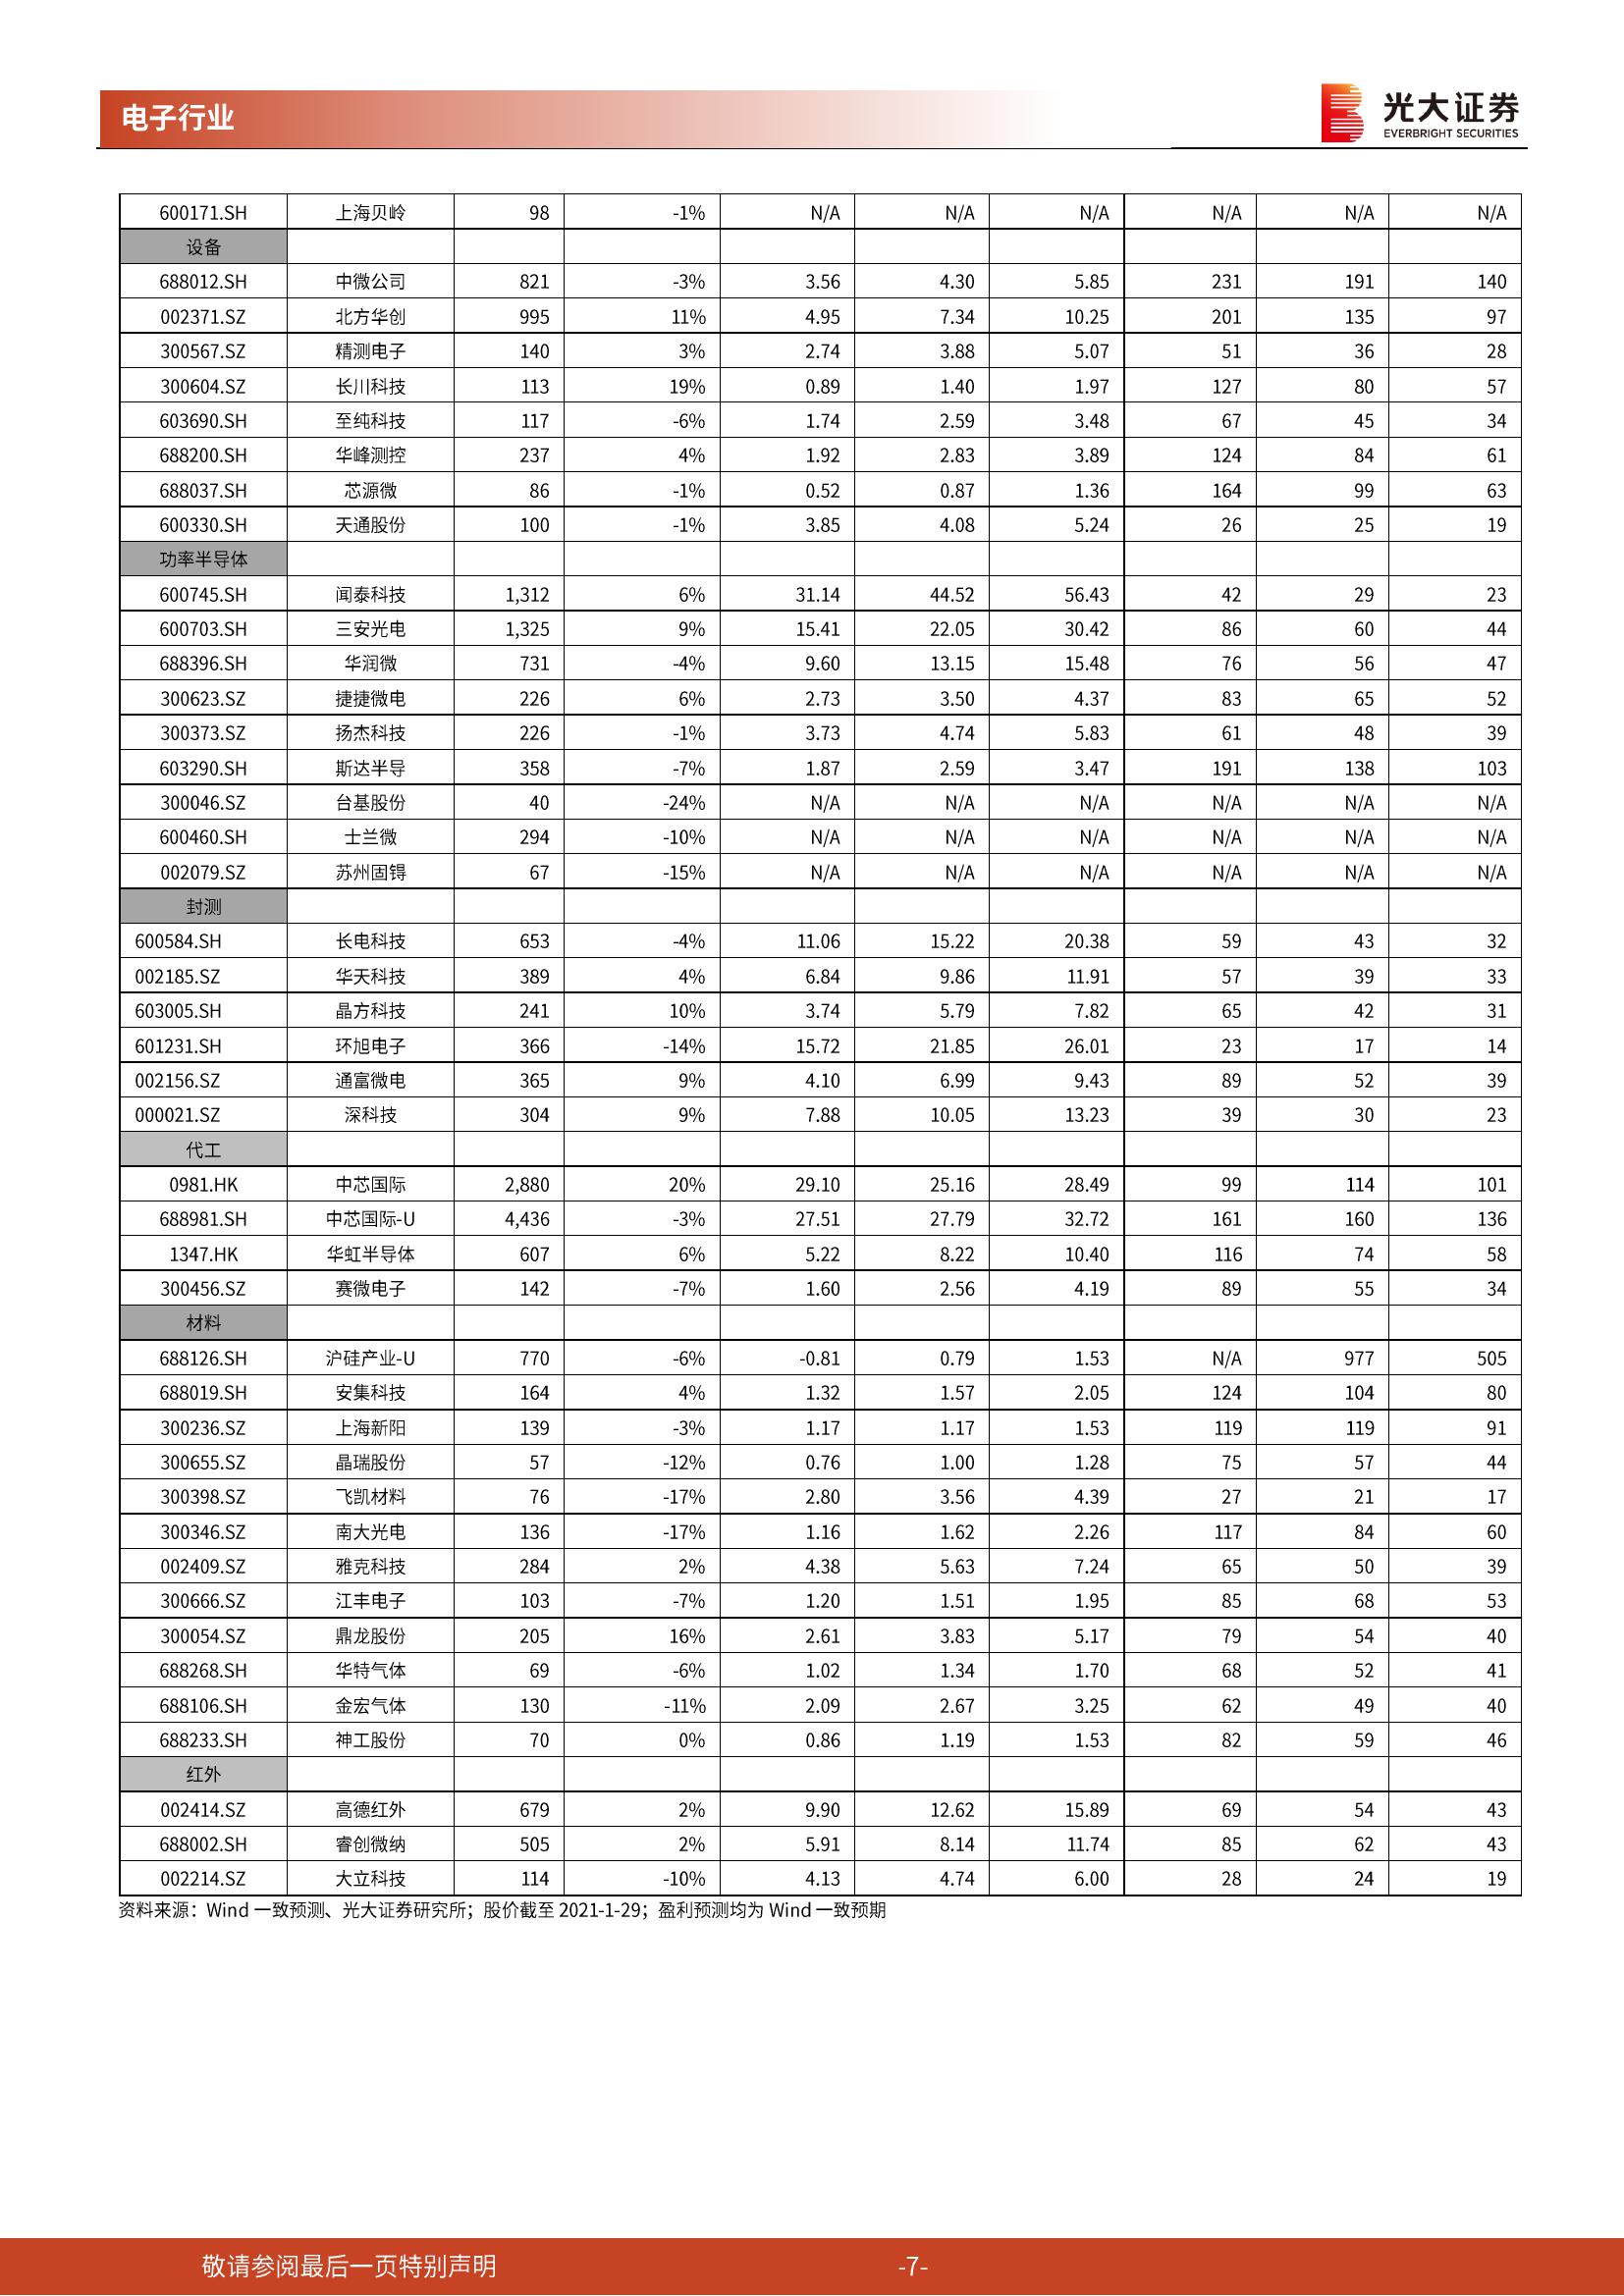 电子行业
光大证券
EVERBRIGHT SECURITIES
600171.SH 上海贝岭 98 -1% N/A N/A N/A N/A N/A N/A
设备
688012.SH 中微公司 821 -3% 3.56 4.30 5.85 231 191 140
002371.SZ 北方华创 995 11% 4.95 7.34 10.25 201 135 97
300567.SZ 精测电子 140 3% 2.74 3.88 5.07 51 36 28
300604.SZ 长川科技 113 19% 0.89 1.40 1.97 127 80 57
603690.SH 至纯科技 117 -6% 1.74 2.59 3.48 67 45 34
688200.SH 华峰测控 237 4% 1.92 2.83 3.89 124 84 61
688037.SH 芯源微 86 -1% 0.52 0.87 1.36 164 99 63
600330.SH 天通股份 100 -1% 3.85 4.08 5.24 26 25 19
功率半导体
600745.SH 闻泰科技 1,312 6% 31.14 44.52 56.43 42 29 23
600703.SH 三安光电 1,325 9% 15.41 22.05 30.42 86 60 44
688396.SH 华润微 731 -4% 9.60 13.15 15.48 76 56 47
300623.SZ 捷捷微电 226 6% 2.73 3.50 4.37 83 65 52
300373.SZ 扬杰科技 226 -1% 3.73 4.74 5.83 61 48 39
603290.SH 斯达半导 358 -7% 1.87 2.59 3.47 191 138 103
300046.SZ 台基股份 40 -24% N/A N/A N/A N/A N/A N/A
600460.SH 士兰微 294 -10% N/A N/A N/A N/A N/A N/A
002079.SZ 苏州固锝 67 -15% N/A N/A N/A N/A N/A N/A
封测
600584.SH 长电科技 653 -4% 11.06 15.22 20.38 59 43 32
002185.SZ 华天科技 389 4% 6.84 9.86 11.91 57 39 33
603005.SH 晶方科技 241 10% 3.74 5.79 7.82 65 42 31
601231.SH 环旭电子 366 -14% 15.72 21.85 26.01 23 17 14
002156.SZ 通富微电 365 9% 4.10 6.99 9.43 89 52 39
000021.SZ 深科技 304 9% 7.88 10.05 13.23 39 30 23
代工
0981.HK 中芯国际 2,880 20% 29.10 25.16 28.49 99 114 101
688981.SH 中芯国际-U 4,436 -3% 27.51 27.79 32.72 161 160 136
1347.HK 华虹半导体 607 6% 5.22 8.22 10.40 116 74 58
300456.SZ 赛微电子 142 -7% 1.60 2.56 4.19 89 55 34
材料
688126.SH 沪硅产业-U 770 -6% -0.81 0.79 1.53 N/A 977 505
688019.SH 安集科技 164 4% 1.32 1.57 2.05 124 104 80
300236.SZ 上海新阳 139 -3% 1.17 1.17 1.53 119 119 91
300655.SZ 晶瑞股份 57 -12% 0.76 1.00 1.28 75 57 44
300398.SZ 飞凯材料 76 -17% 2.80 3.56 4.39 27 21 17
300346.SZ 南大光电 136 -17% 1.16 1.62 2.26 117 84 60
002409.SZ 雅克科技 284 2% 4.38 5.63 7.24 65 50 39
300666.SZ 江丰电子 103 -7% 1.20 1.51 1.95 85 68 53
300054.SZ 鼎龙股份 205 16% 2.61 3.83 5.17 79 54 40
688268.SH 华特气体 69 -6% 1.02 1.34 1.70 68 52 41
688106.SH 金宏气体 130 -11% 2.09 2.67 3.25 62 49 40
688233.SH 神工股份 70 0% 0.86 1.19 1.53 82 59 46
红外
002414.SZ 高德红外 679 2% 9.90 12.62 15.89 69 54 43
688002.SH 睿创微纳 505 2% 5.91 8.14 11.74 85 62 43
002214.SZ 大立科技 114 -10% 4.13 4.74 6.00 28 24 19
资料来源：Wind 一致预测、光大证券研究所；股价截至 2021-1-29；盈利预测均为 Wind 一致预期
敬请参阅最后一页特别声明 -7-